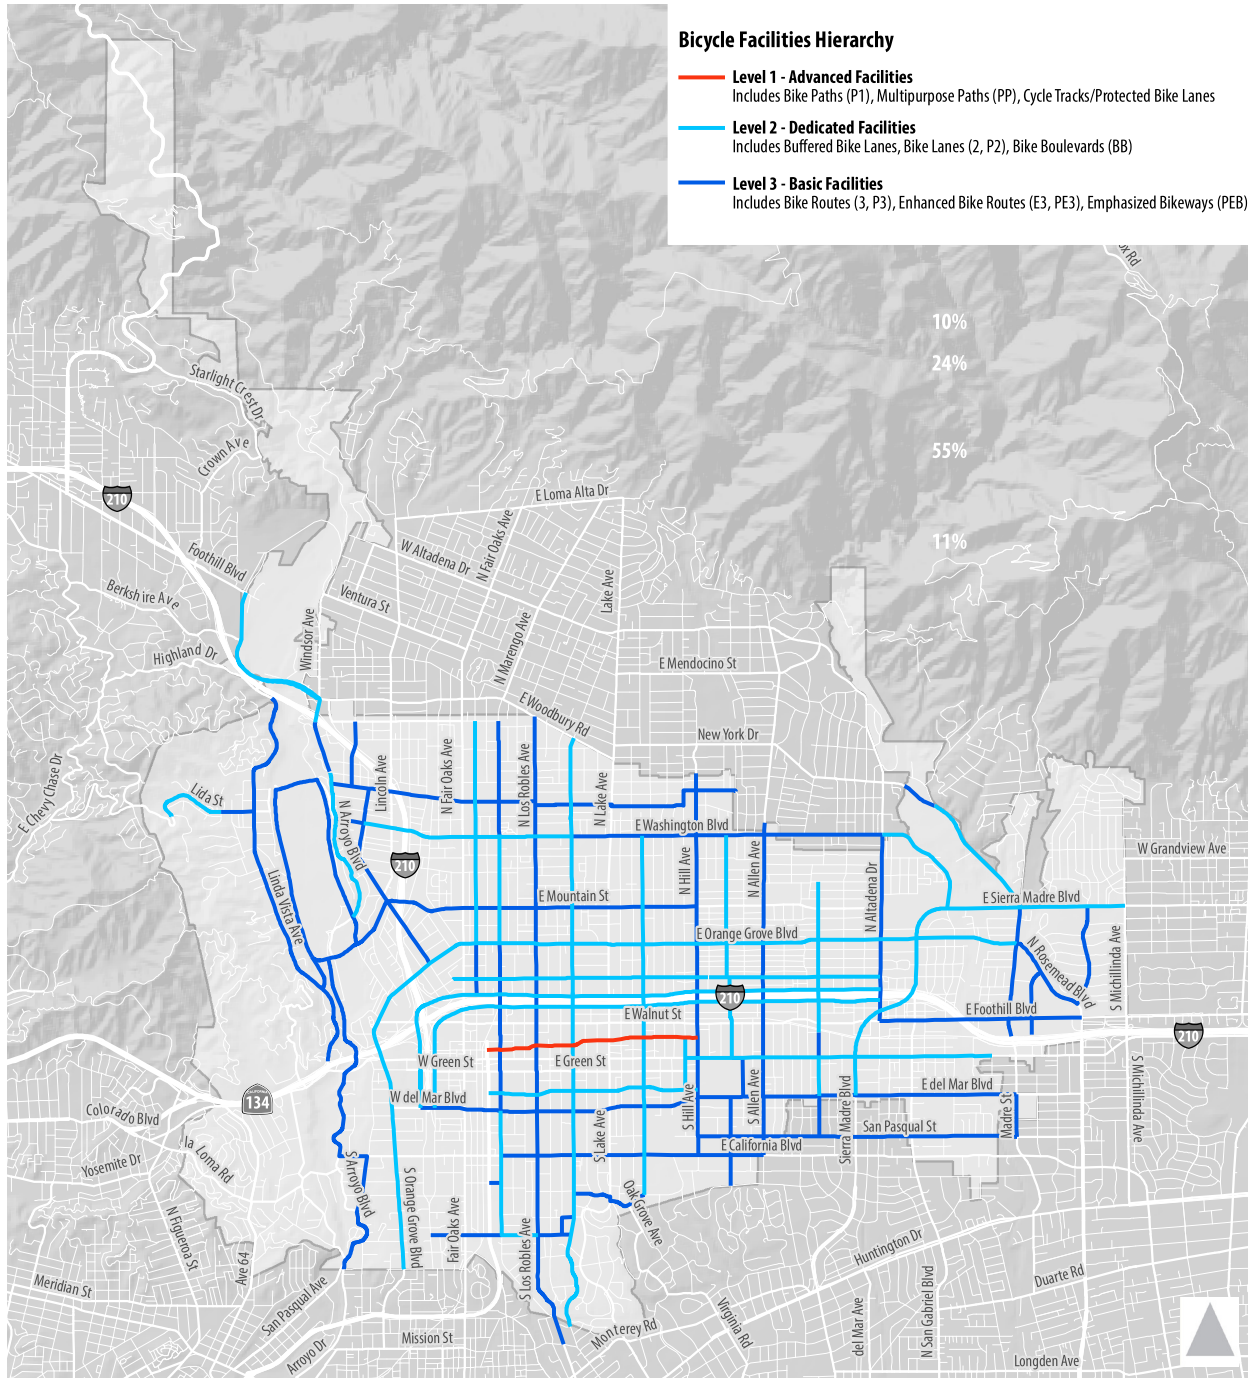 Bicycle Facilities Hierarchy
Level 1 - Advanced Facilities
Includes Bike Paths (P1), Multipurpose Paths (PP), Cycle Tracks/Protected Bike Lanes
Level 2 - Dedicated Facilities
Includes Buffered Bike Lanes, Bike Lanes (2, P2), Bike Boulevards (BB)
Level 3 - Basic Facilities
Includes Bike Routes (3, P3), Enhanced Bike Routes (E3, PE3), Emphasized Bikeways (PEB)
ox Rd
10%
24%
55%
11%
Starlight Crest Dr
Crown Ave
210
E Loma Alta Dr
W Altadena Dr
N Fair Oaks Ave
Foothill Blvd
Berkshire Ave
Ventura St
Lake Ave
Windsor Ave
N Marengo Ave
Highland Dr
E Mendocino St
E Woodbury Rd
New York Dr
E Chevy Chase Dr
Lida St
Lincoln Ave
N Fair Oaks Ave
N Los Robles Ave
N Lake Ave
E Washington Blvd
N Arroyo Blvd
210
N Hill Ave
N Allen Ave
N Altadena Dr
W Grandview Ave
E Mountain St
E Sierra Madre Blvd
Linda Vista Ave
E Orange Grove Blvd
N Rosemead Blvd
S Michillinda Ave
210
E Walnut St
E Foothill Blvd
210
W Green St
E Green St
134
W del Mar Blvd
E del Mar Blvd
Colorado Blvd
S Hill Ave
S Allen Ave
Sierra Madre Blvd
San Pasqual St
Madre St
S Michillinda Ave
S Lake Ave
E California Blvd
la Loma Rd
Yosemite Dr
S Arroyo Blvd
S Orange Grove Blvd
Fair Oaks Ave
S Los Robles Ave
Oak Grove Ave
N Figueroa St
Ave 64
Huntington Dr
Duarte Rd
Meridian St
San Pasqual Ave
Arroyo Dr
Mission St
Monterey Rd
Virginia Rd
del Mar Ave
N San Gabriel Blvd
Longden Ave